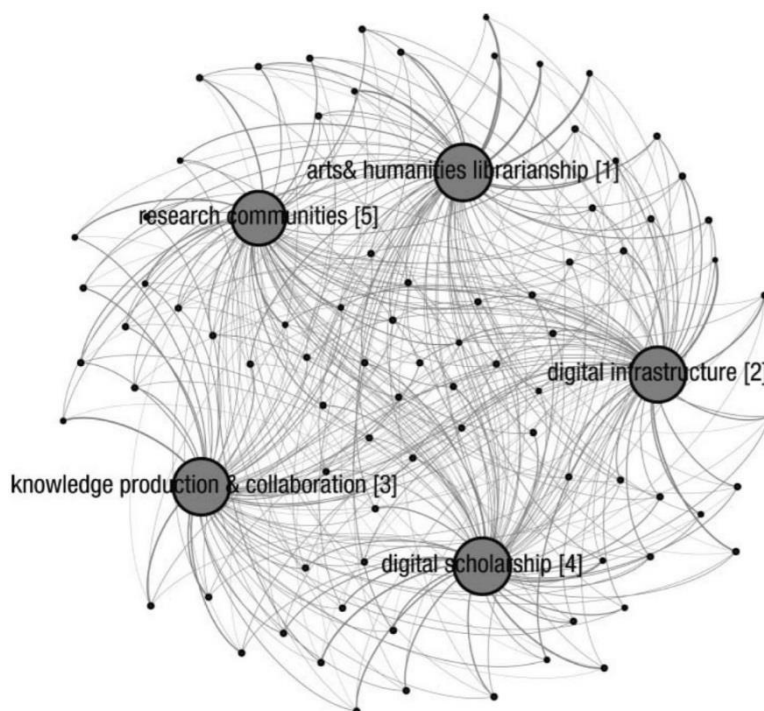 arts& humanities librarianship [1]
research communities [5]
digital infrastructure [2]
knowledge production & collaboration [3]
digital scholarship [4]